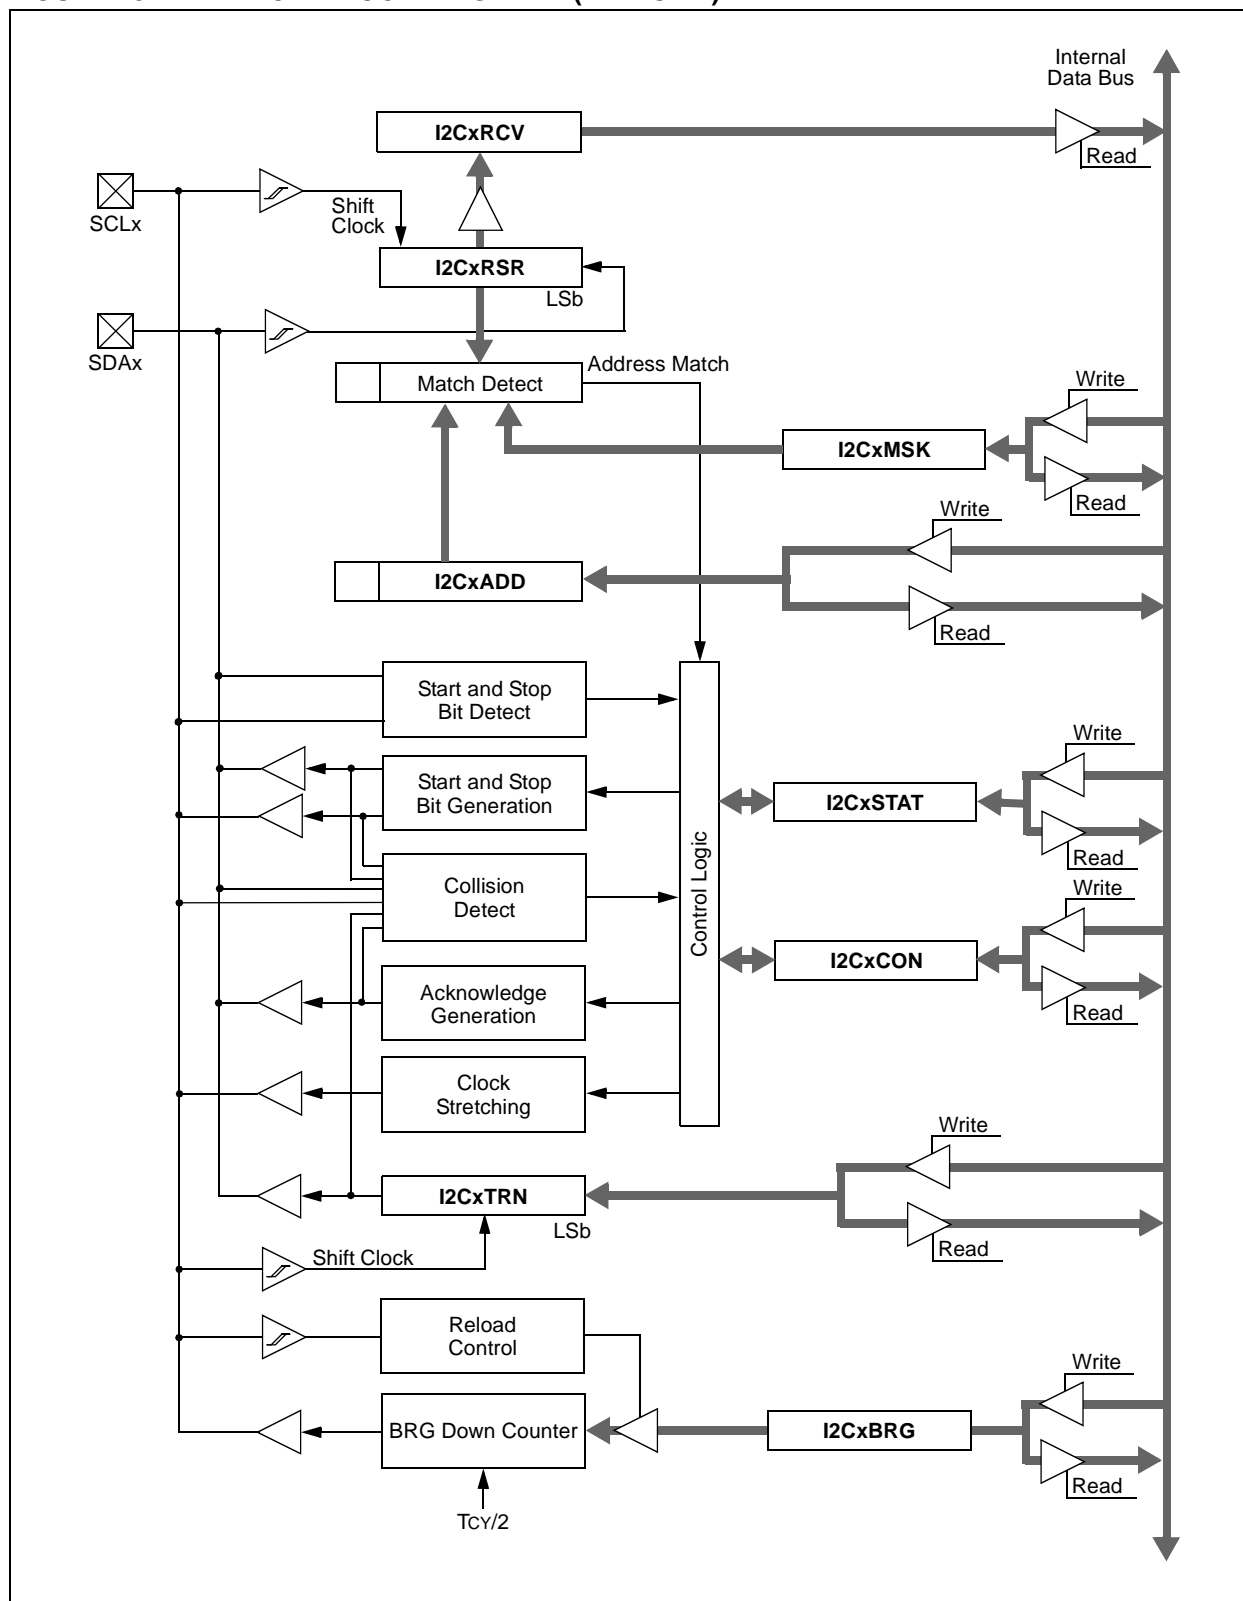 Internal
Data Bus
I2CxRCV
Read
SCLx
Shift
Clock
I2CxRSR
LSb
SDAx
Address Match
Match Detect
Write
I2CxMSK
Read
Write
I2CxADD
Read
Start and Stop
Bit Detect
Write
Start and Stop
Bit Generation
I2CxSTAT
Read
Control Logic
Collision
Detect
Write
I2CxCON
Acknowledge
Generation
Read
Clock
Stretching
Write
I2CxTRN
LSb
Read
Shift Clock
Reload
Control
Write
BRG Down Counter
I2CxBRG
Read
TCY/2